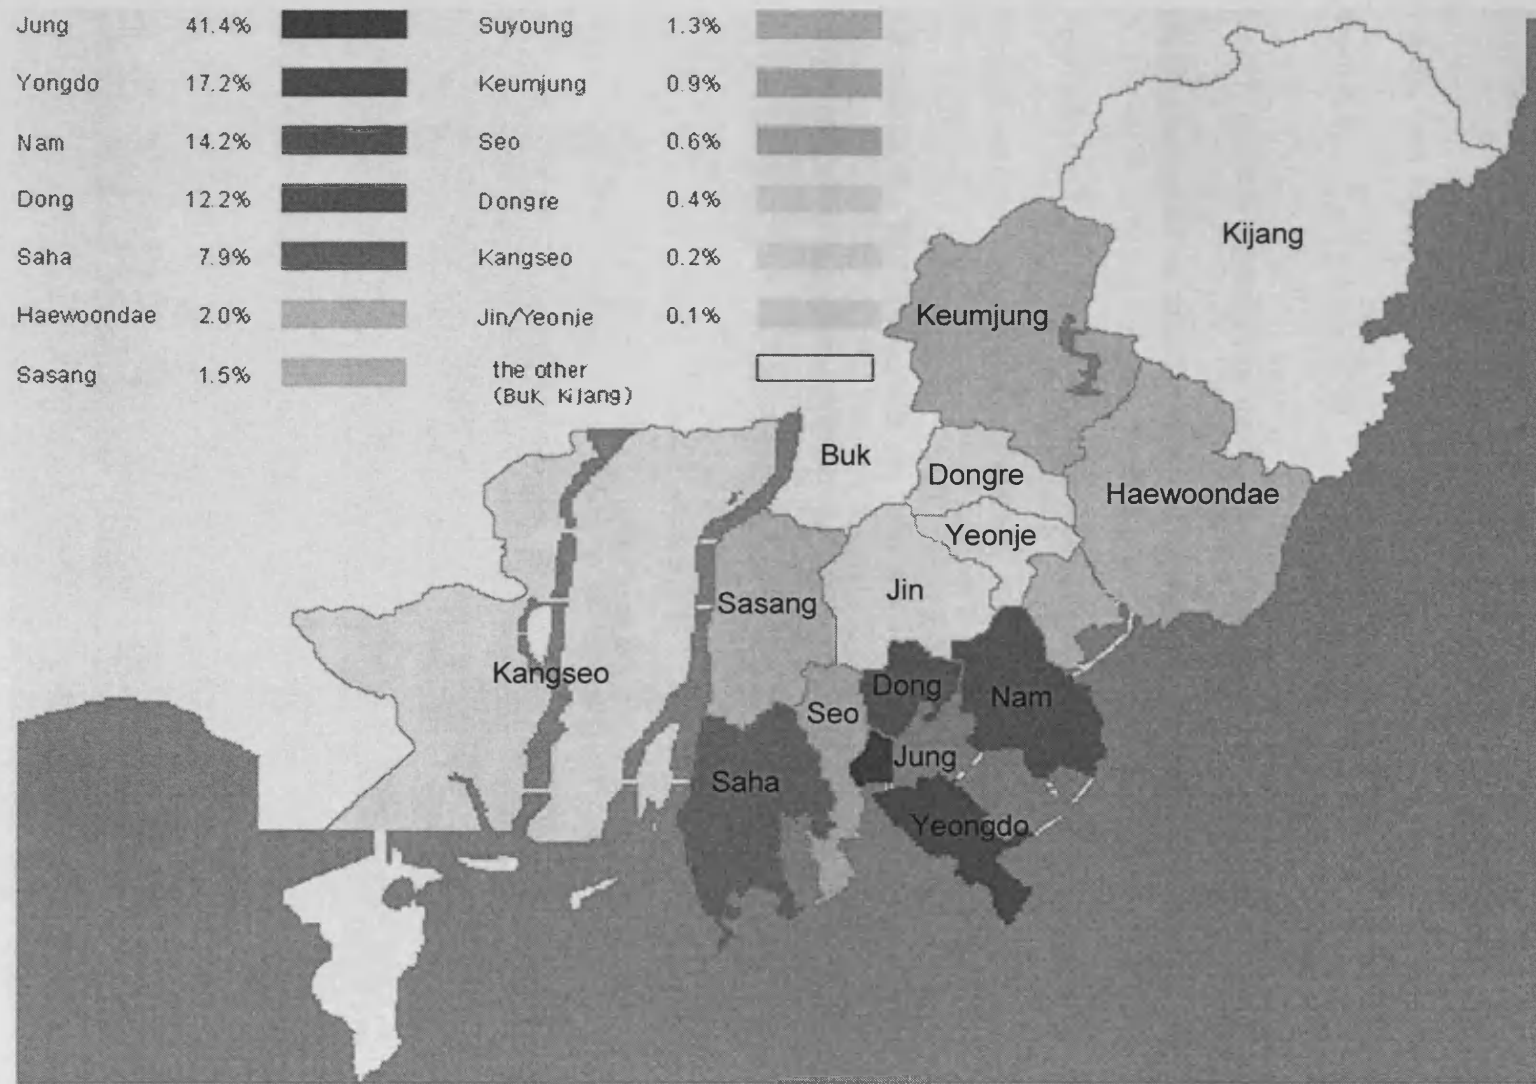 Jung 41.4%
Yongdo 17.2%
Nam 14.2%
Dong 12.2%
Saha 7.9%
Haewoondae 2.0%
Sasang 1.5%
Suyoung 1.3%
Keumjung 0.9%
Seo 0.6%
Dongre 0.4%
Kangseo 0.2%
Jin/Yeonje 0.1%
the other
(Buk, Kijang)
Kijang
Keumjung
Buk
Dongre
Haewoondae
Yeonje
Jin
Sasang
Kangseo
Dong
Nam
Seo
Jung
Saha
Yeongdo